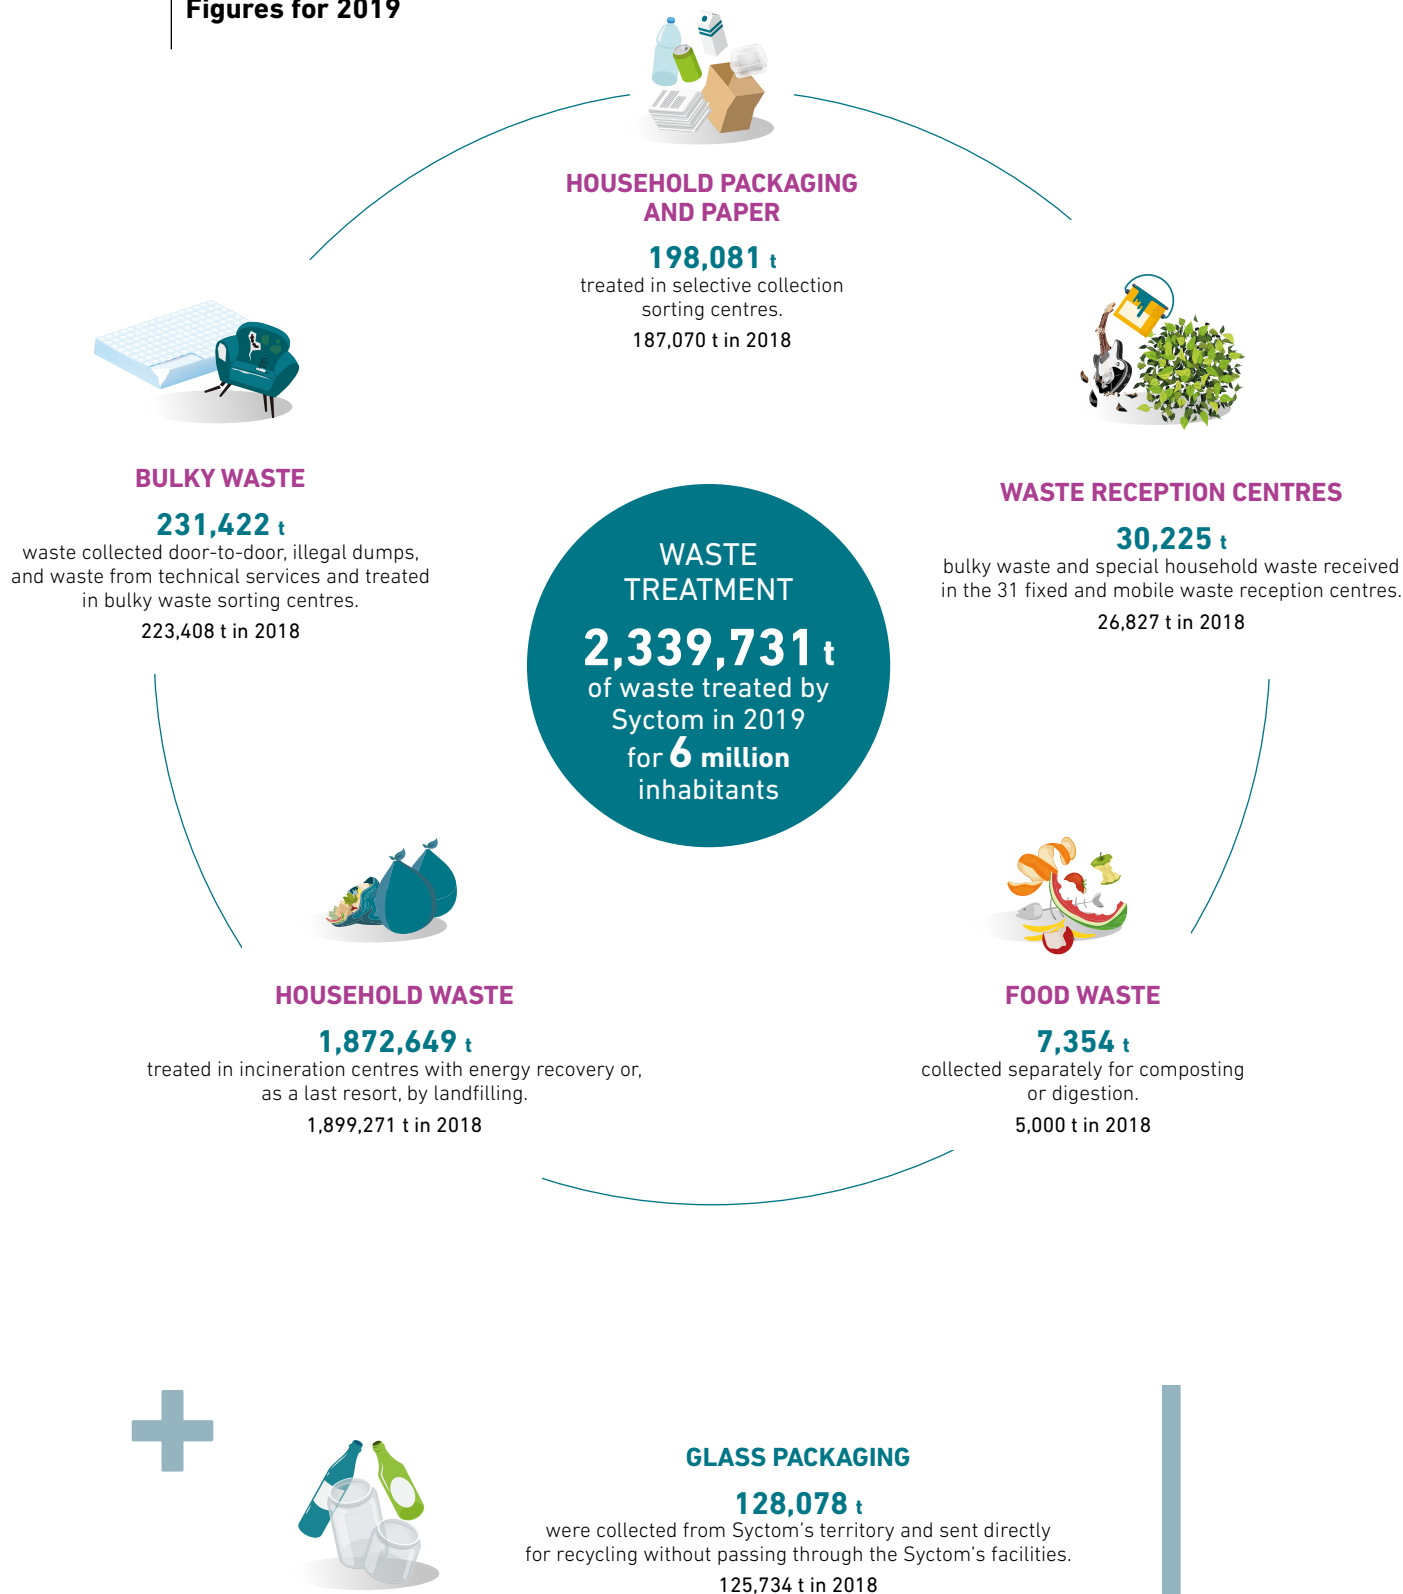 Figures for 2019
HOUSEHOLD PACKAGING
AND PAPER
198,081 t
treated in selective collection
sorting centres.
187,070 t in 2018
BULKY WASTE
231,422 t
waste collected door-to-door, illegal dumps,
and waste from technical services and treated
in bulky waste sorting centres.
223,408 t in 2018
WASTE RECEPTION CENTRES
30,225 t
bulky waste and special household waste received
in the 31 fixed and mobile waste reception centres.
26,827 t in 2018
WASTE
TREATMENT
2,339,731 t
of waste treated by
Syctom in 2019
for 6 million
inhabitants
HOUSEHOLD WASTE
1,872,649 t
treated in incineration centres with energy recovery or,
as a last resort, by landfilling.
1,899,271 t in 2018
FOOD WASTE
7,354 t
collected separately for composting
or digestion.
5,000 t in 2018
GLASS PACKAGING
128,078 t
were collected from Syctom's territory and sent directly
for recycling without passing through the Syctom's facilities.
125,734 t in 2018